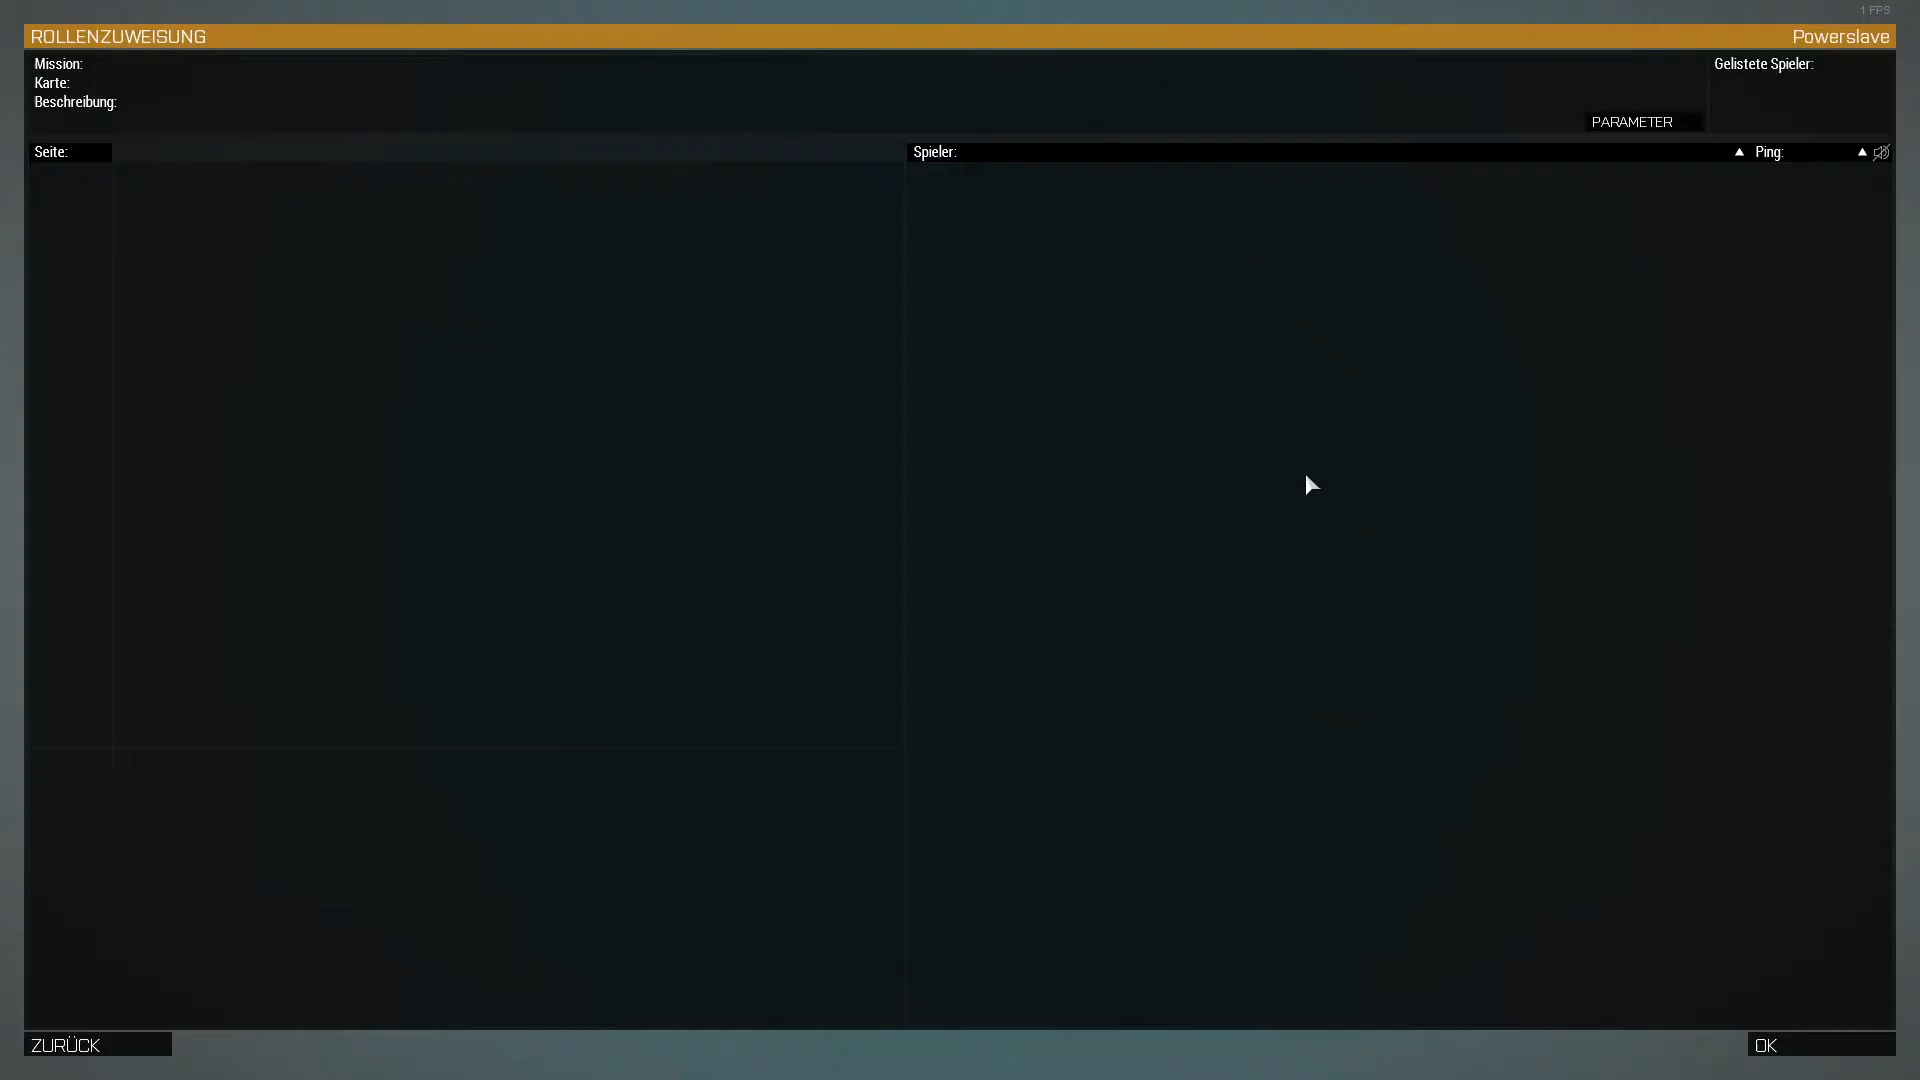 1 FPS
ROLLENZUWEISUNG
Powerslave
Mission:
Gelistete Spieler:
Karte:
Beschreibung:
PARAMETER
Seite:
Spieler:
Ping:
ZURÜCK
OK